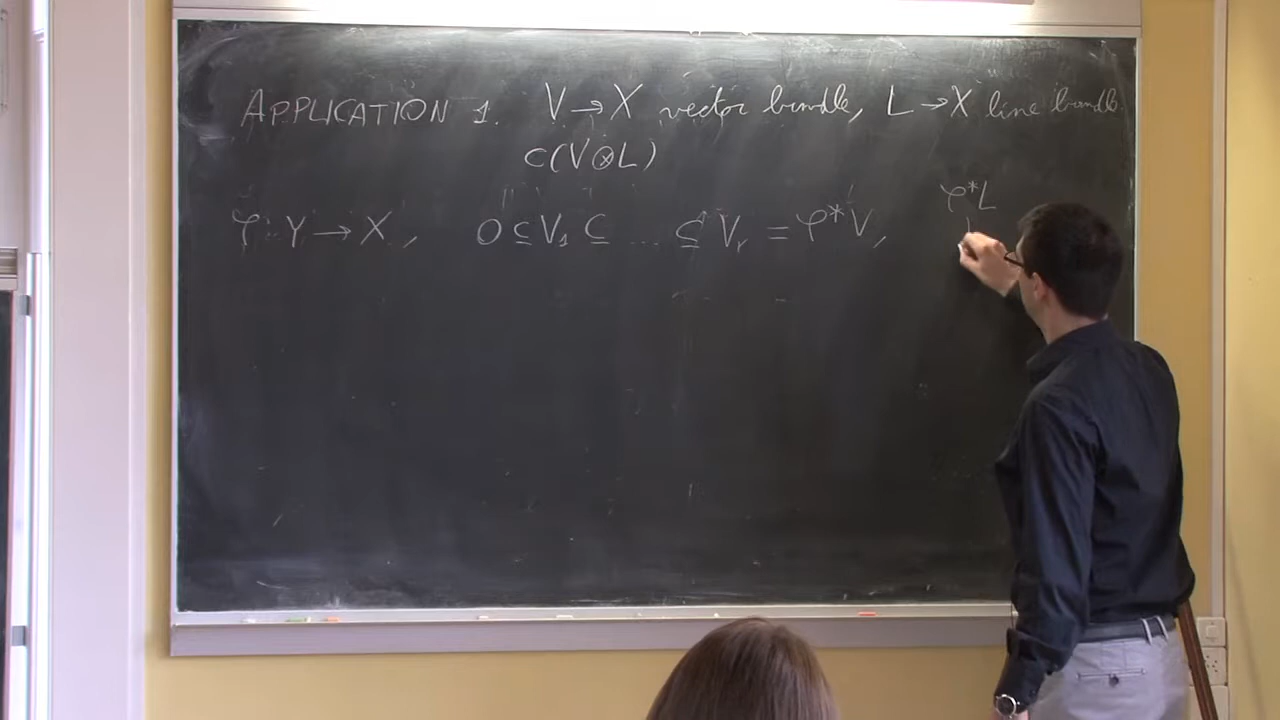 APPLICATION 1. V → X vector bundle, L → X line bundle.
c(V⊗L)
φ*L
φ: Y → X, 0 ⊆ V₁ ⊆ ... ⊆ Vᵣ = φ*V,